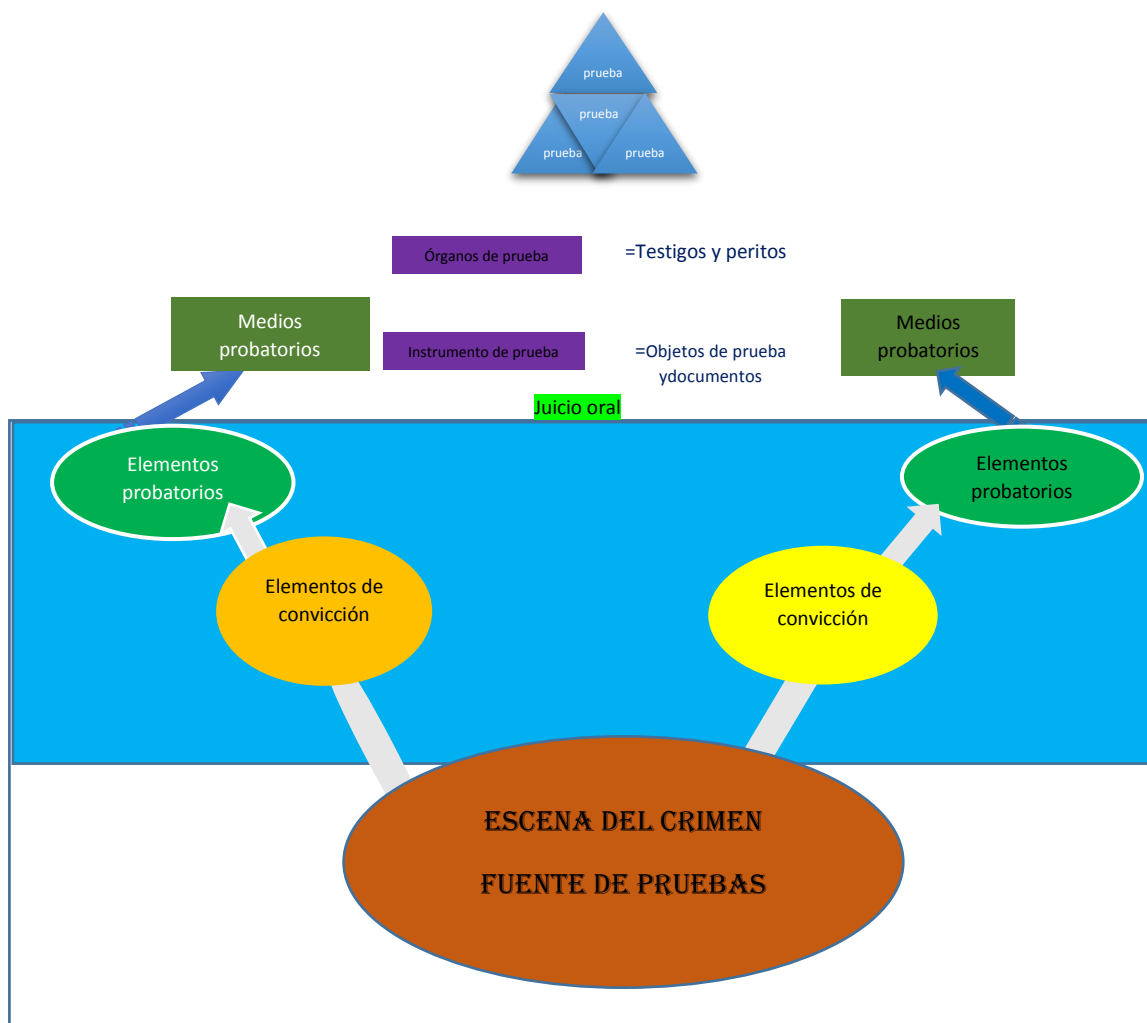 prueba
prueba
prueba
prueba
Órganos de prueba
=Testigos y peritos
Medios
probatorios
Instrumento de prueba
=Objetos de prueba
ydocumentos
Medios
probatorios
Juicio oral
Elementos
probatorios
Elementos
probatorios
Elementos de
convicción
Elementos de
convicción
ESCENA DEL CRIMEN
FUENTE DE PRUEBAS